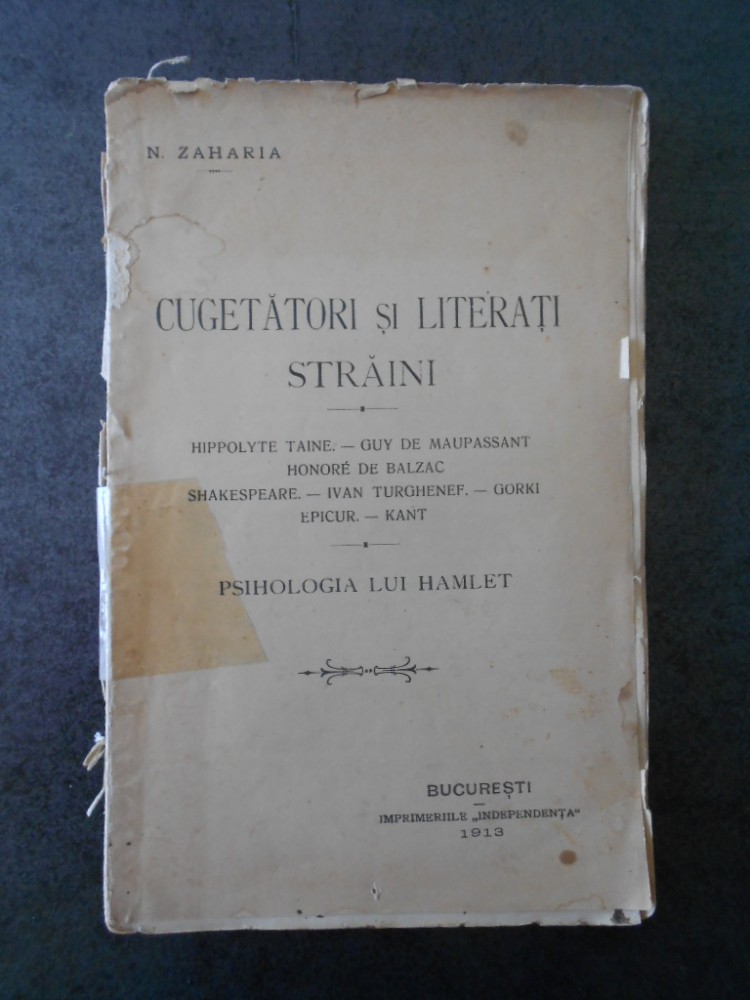 N. ZAHARIA
CUGETĂTORI ȘI LITERAȚI
STRĂINI
HIPPOLYTE TAINE. — GUY DE MAUPASSANT
HONORÉ DE BALZAC
SHAKESPEARE. — IVAN TURGHENEF. — GORKI
EPICUR. — KANT
PSIHOLOGIA LUI HAMLET
BUCUREȘTI
IMPRIMERIILE „INDEPENDENȚA"
1913